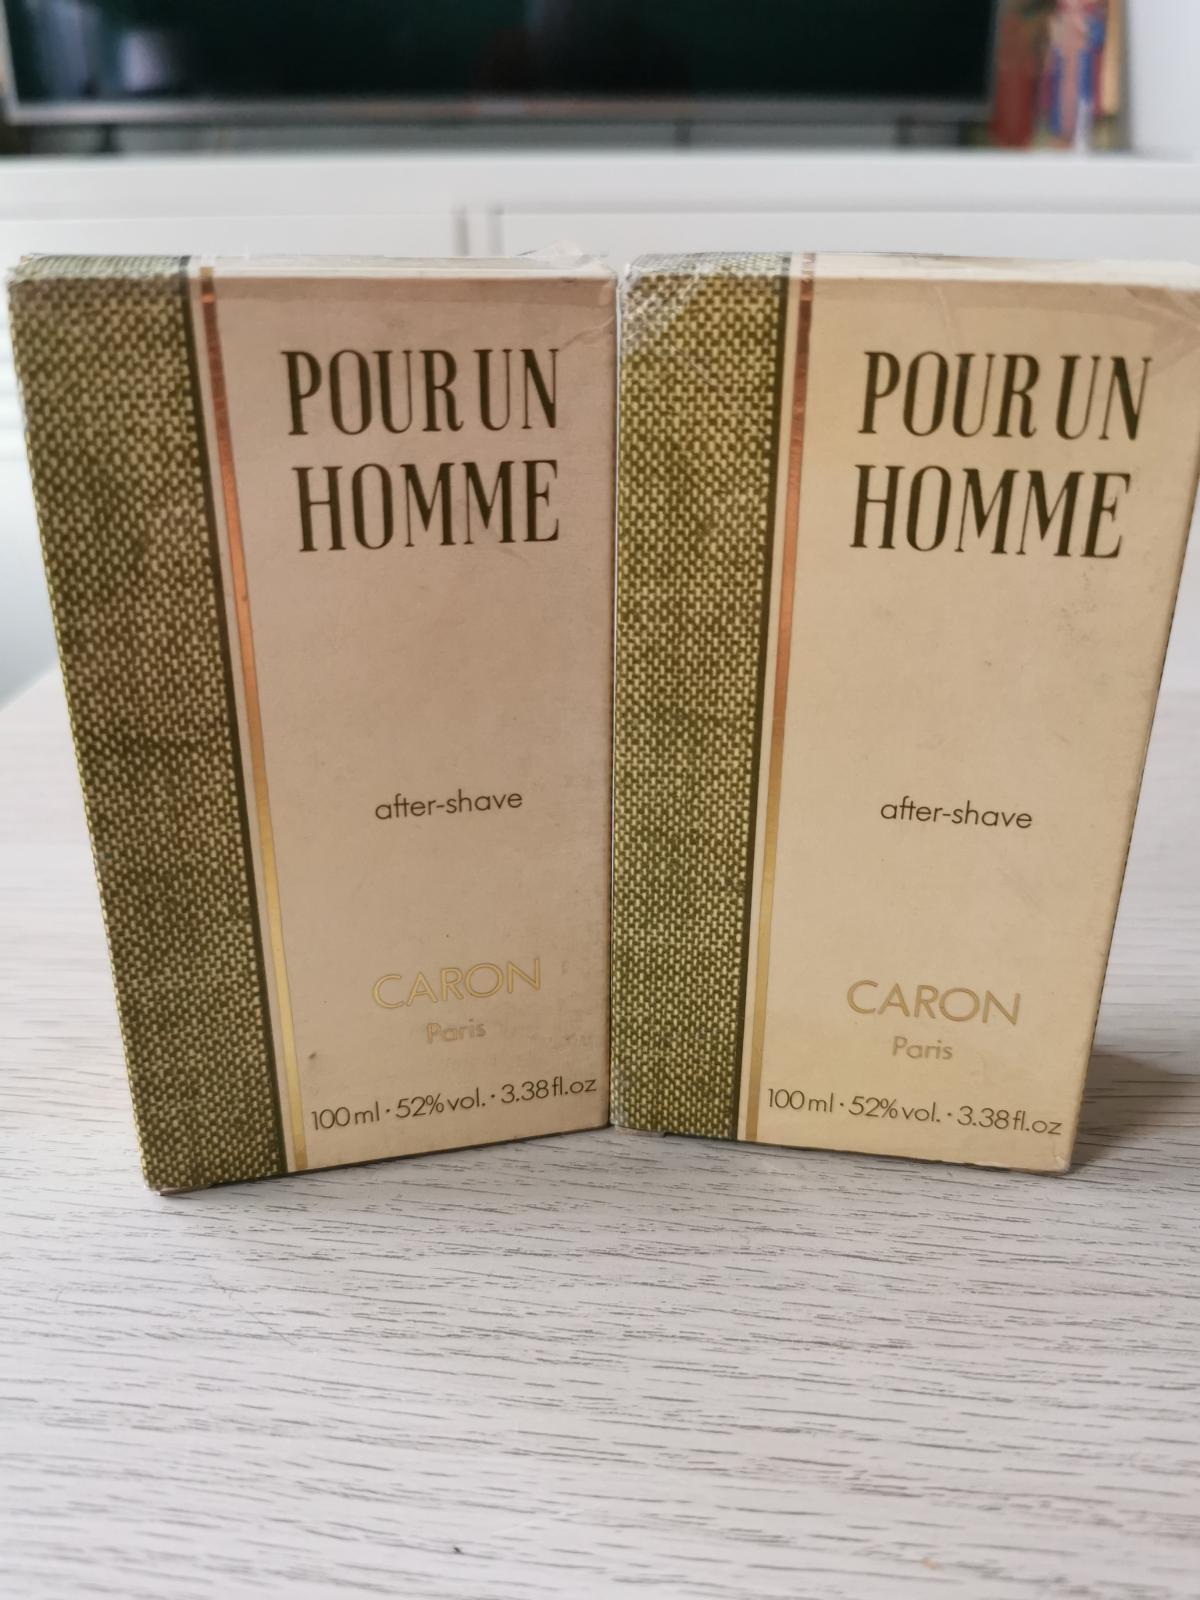 POUR UN
HOMME
after-shave
CARON
Paris
100 ml · 52% vol. · 3.38 fl.oz
POUR UN
HOMME
after-shave
CARON
Paris
100 ml · 52% vol. · 3.38 fl.oz